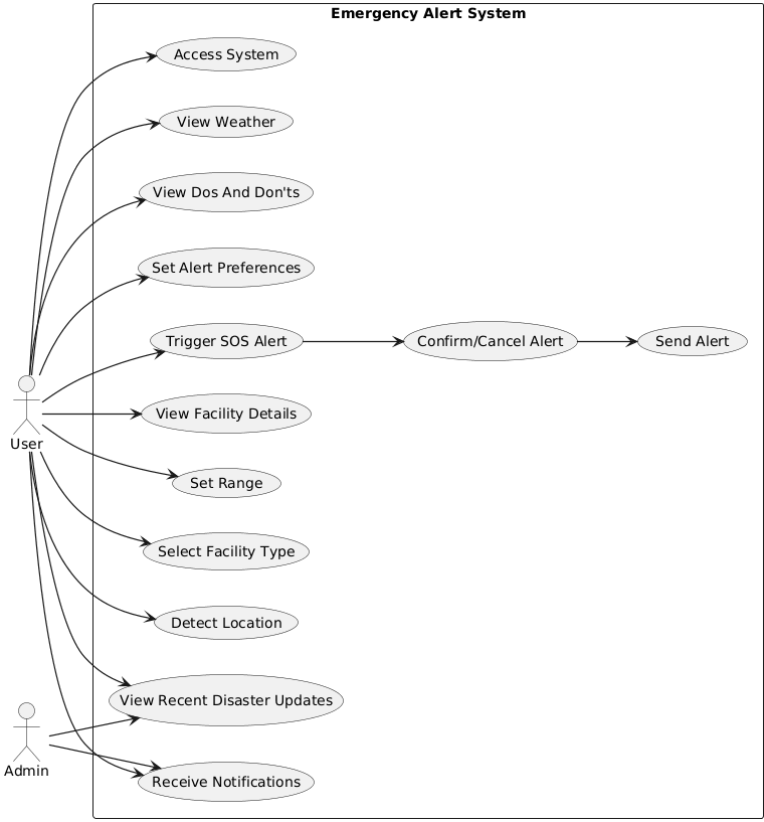 Emergency Alert System
Access System
View Weather
View Dos And Don'ts
Set Alert Preferences
Trigger SOS Alert
Confirm/Cancel Alert
Send Alert
View Facility Details
User
Set Range
Select Facility Type
Detect Location
View Recent Disaster Updates
Admin
Receive Notifications